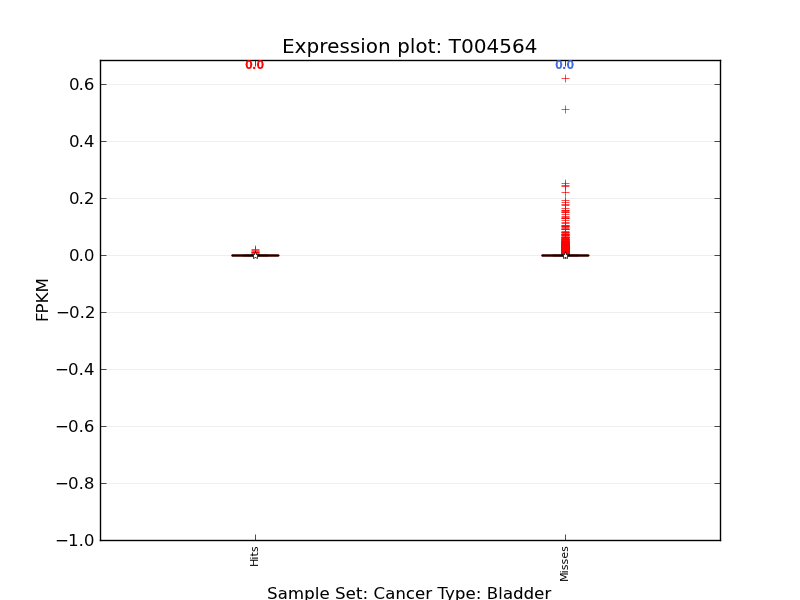 Expression plot: T004564
0.0 0.0
0.6
0.4
0.2
0.0
−0.2
−0.4
−0.6
−0.8
−1.0
FPKM
Hits
Misses
Sample Set: Cancer Type: Bladder